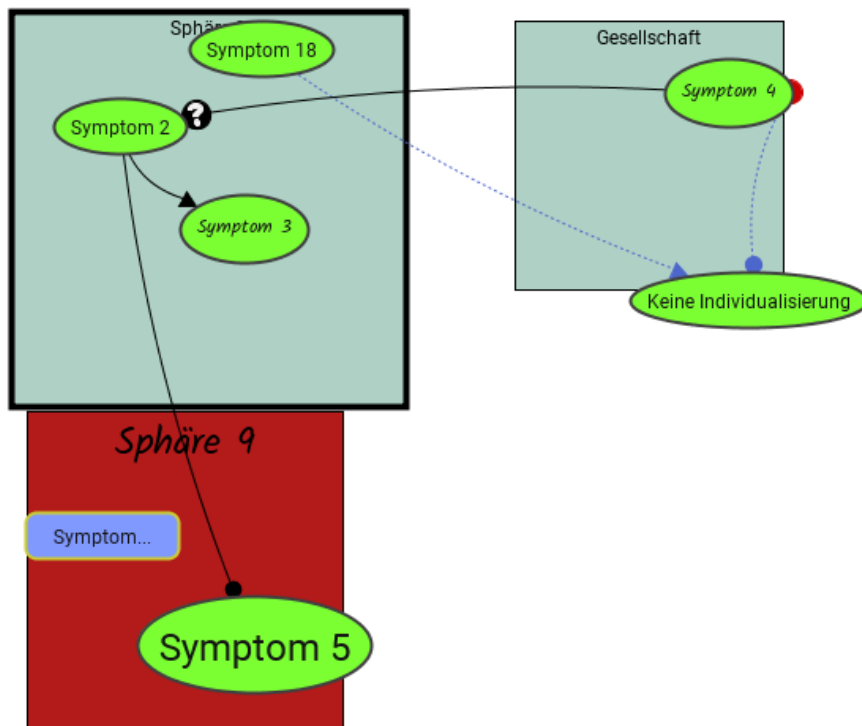 Symptom 18
Gesellschaft
Symptom 4
?
Symptom 2
Symptom 3
Keine Individualisierung
Sphäre 9
Symptom...
Symptom 5